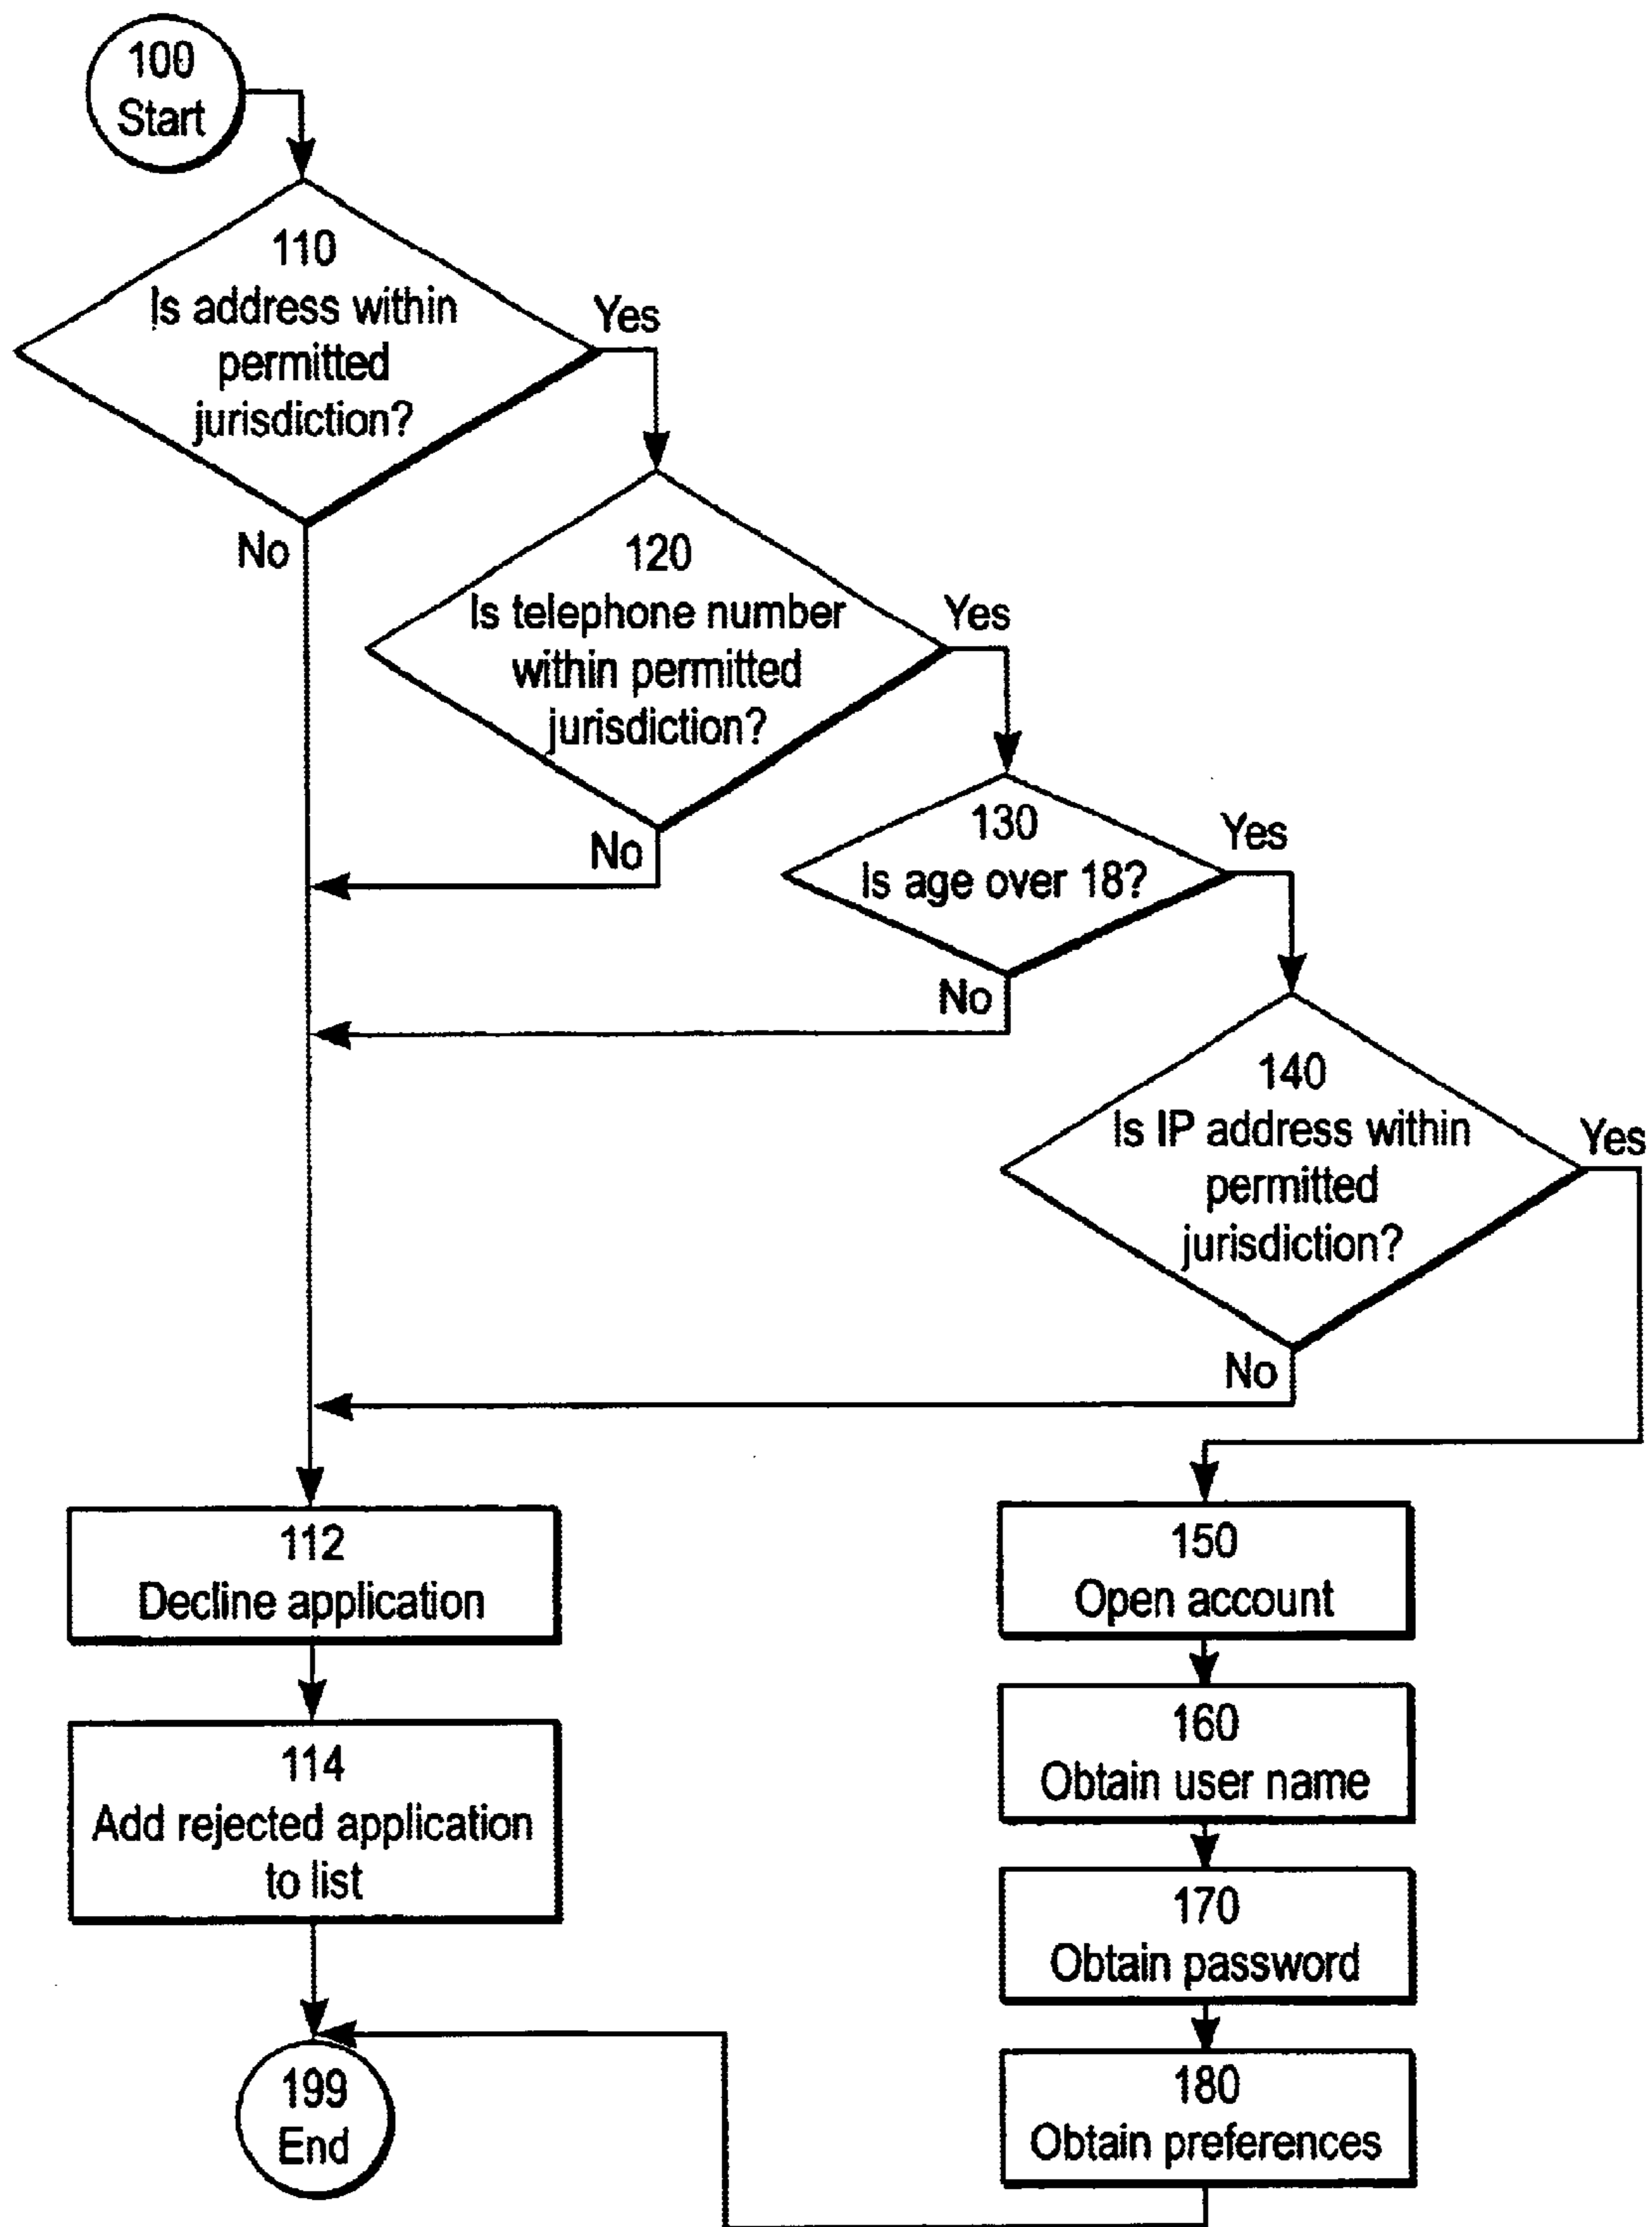 100
Start
110
Is address within
permitted
jurisdiction?
Yes
No
120
Is telephone number
within permitted
jurisdiction?
Yes
No
130
Is age over 18?
Yes
No
140
Is IP address within
permitted
jurisdiction?
Yes
No
112
Decline application
114
Add rejected application
to list
199
End
150
Open account
160
Obtain user name
170
Obtain password
180
Obtain preferences